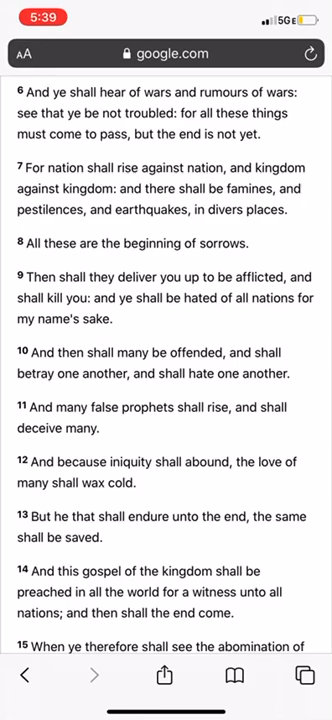 5:39
5GE
AA
google.com
6 And ye shall hear of wars and rumours of wars:
see that ye be not troubled: for all these things
must come to pass, but the end is not yet.
7 For nation shall rise against nation, and kingdom
against kingdom: and there shall be famines, and
pestilences, and earthquakes, in divers places.
8 All these are the beginning of sorrows.
9 Then shall they deliver you up to be afflicted, and
shall kill you: and ye shall be hated of all nations for
my name's sake.
10 And then shall many be offended, and shall
betray one another, and shall hate one another.
11 And many false prophets shall rise, and shall
deceive many.
12 And because iniquity shall abound, the love of
many shall wax cold.
13 But he that shall endure unto the end, the same
shall be saved.
14 And this gospel of the kingdom shall be
preached in all the world for a witness unto all
nations; and then shall the end come.
15 When ye therefore shall see the abomination of